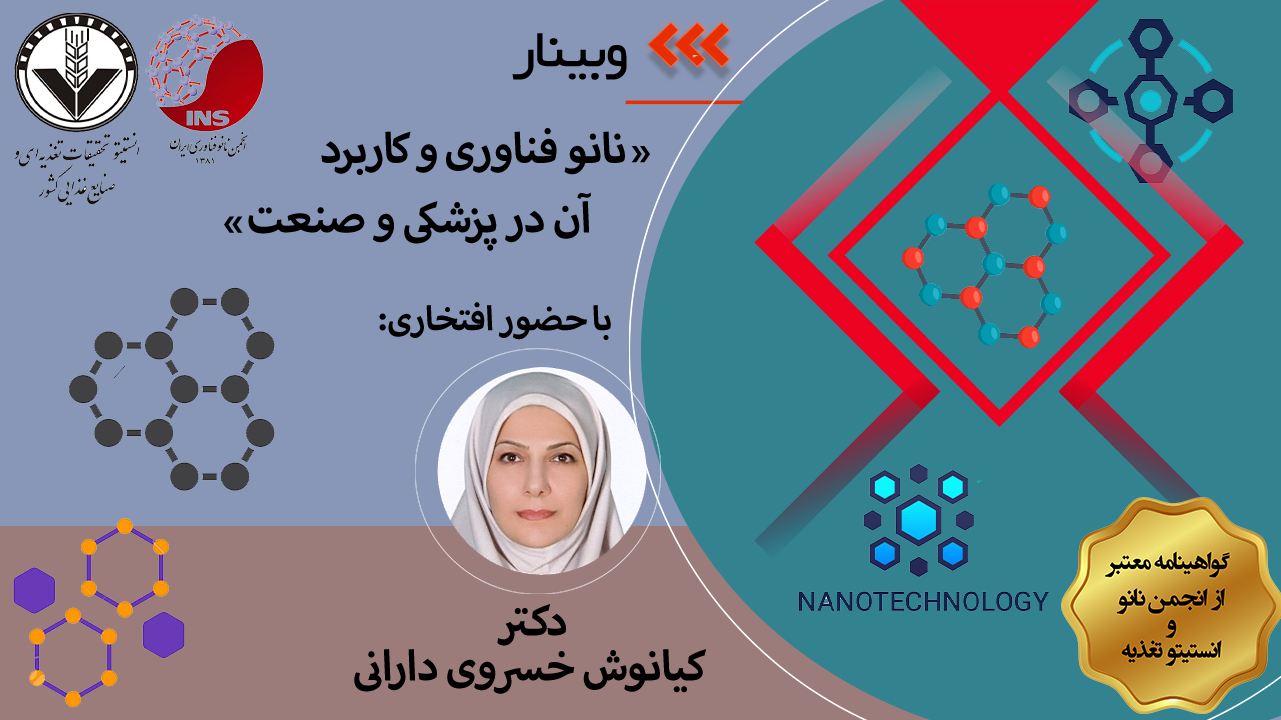 وبینار
«نانو فناوری و کاربرد
آن در پزشکی و صنعت»
با حضور افتخاری:
دکتر
کیانوش خسروی دارانی
INS
انجمن نانو فناوری ایران
۱۳۸۱
انستیتو تحقیقات تغذیه ای و
صنایع غذایی کشور
NANOTECHNOLOGY
گواهینامه معتبر
از انجمن نانو
و
انستیتو تغذیه